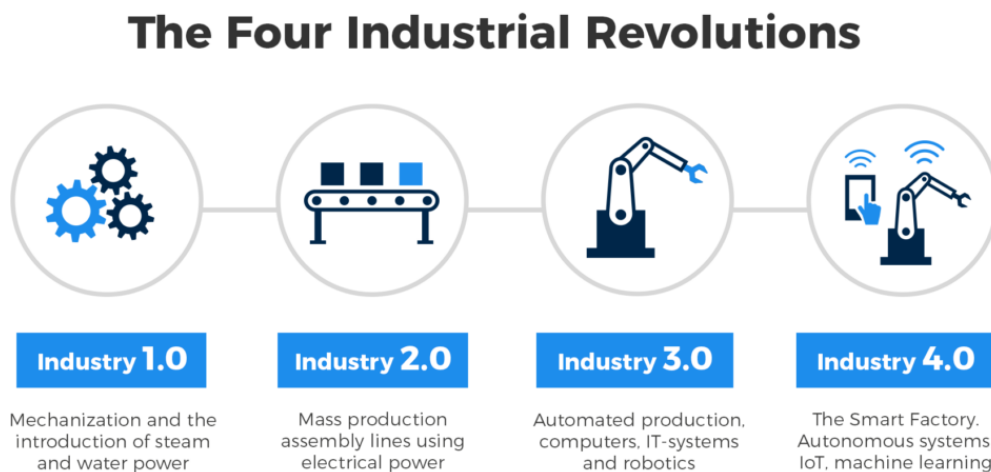 The Four Industrial Revolutions
Industry 1.0
Mechanization and the
introduction of steam
and water power
Industry 2.0
Mass production
assembly lines using
electrical power
Industry 3.0
Automated production,
computers, IT-systems
and robotics
Industry 4.0
The Smart Factory.
Autonomous systems
IoT, machine learning